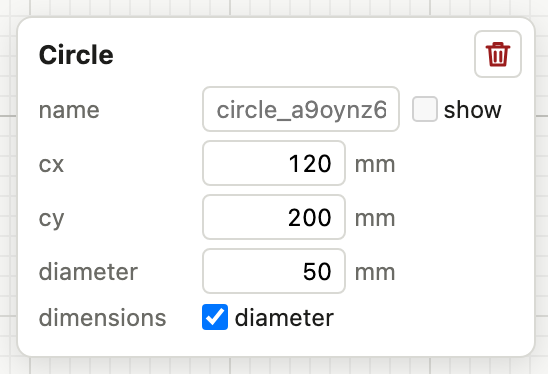 Circle
name circle_a9oynz6 show
cx 120 mm
cy 200 mm
diameter 50 mm
dimensions diameter